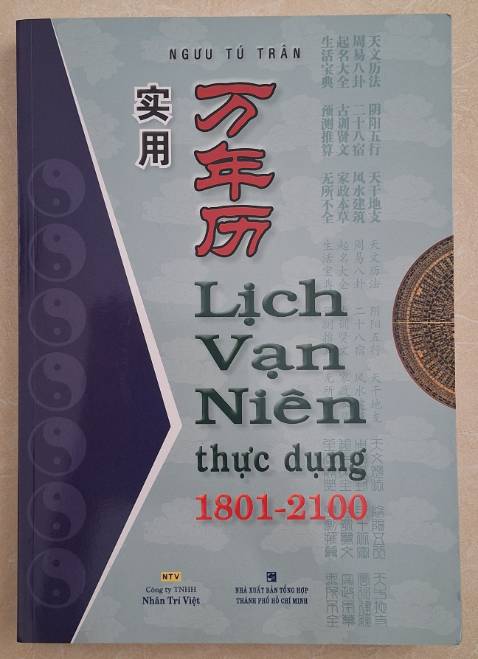 NGƯU TÚ TRÂN
实用
万年历
天文历法 阴阳五行 天干地支
周易八卦 二十八宿 风水建筑
起名大全 古训贤文 家政本草
生活宝典 预测推算 无所不全
Lịch
Vạn
Niên
thực dụng
1801-2100
NTV
Công ty TNHH
Nhân Trí Việt
NHÀ XUẤT BẢN TỔNG HỢP
THÀNH PHỐ HỒ CHÍ MINH